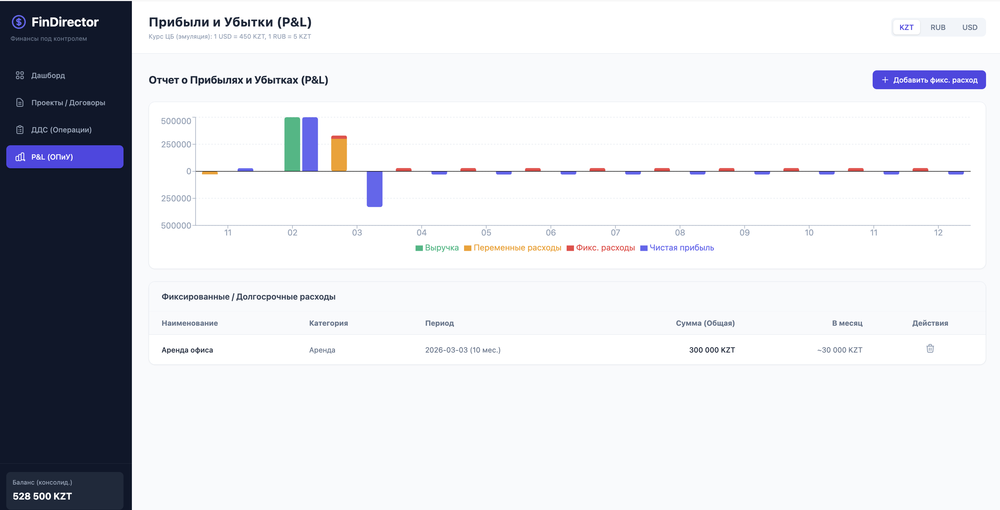 FinDirector
Финансы под контролем
Дашборд
Проекты / Договоры
ДДС (Операции)
P&L (ОПиУ)
Баланс (консолид.)
528 500 KZT
Прибыли и Убытки (P&L)
Курс ЦБ (эмуляция): 1 USD = 450 KZT, 1 RUB = 5 KZT
KZT RUB USD
Отчет о Прибылях и Убытках (P&L)
+ Добавить фикс. расход
500000
250000
0
250000
500000
11 02 03 04 05 06 07 08 09 10 11 12
Выручка Переменные расходы Фикс. расходы Чистая прибыль
Фиксированные / Долгосрочные расходы
Наименование Категория Период Сумма (Общая) В месяц Действия
Аренда офиса Аренда 2026-03-03 (10 мес.) 300 000 KZT ~30 000 KZT